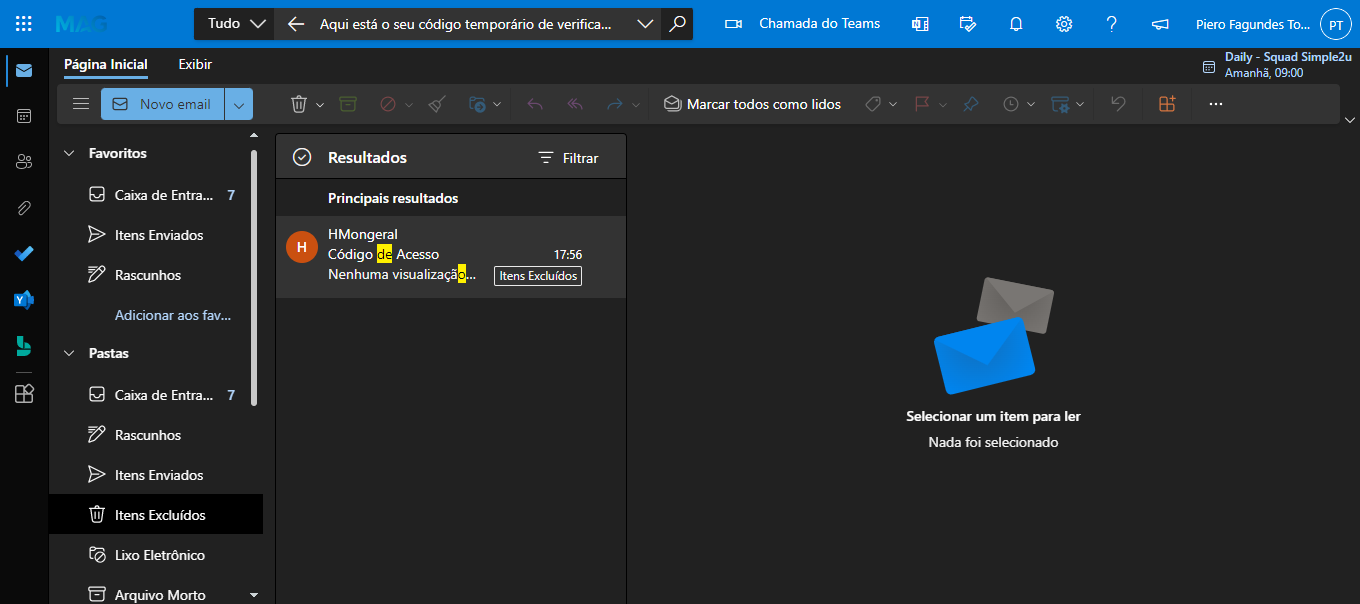 MAG
Tudo
Aqui está o seu código temporário de verifica...
Chamada do Teams
Piero Fagundes To...
PT
Página Inicial
Exibir
Daily - Squad Simple2u
Amanhã, 09:00
Novo email
Marcar todos como lidos
Favoritos
Caixa de Entra... 7
Itens Enviados
Rascunhos
Adicionar aos fav...
Pastas
Caixa de Entra... 7
Rascunhos
Itens Enviados
Itens Excluídos
Lixo Eletrônico
Arquivo Morto
Resultados
Filtrar
Principais resultados
H
HMongeral
Código de Acesso 17:56
Nenhuma visualização... Itens Excluídos
Selecionar um item para ler
Nada foi selecionado